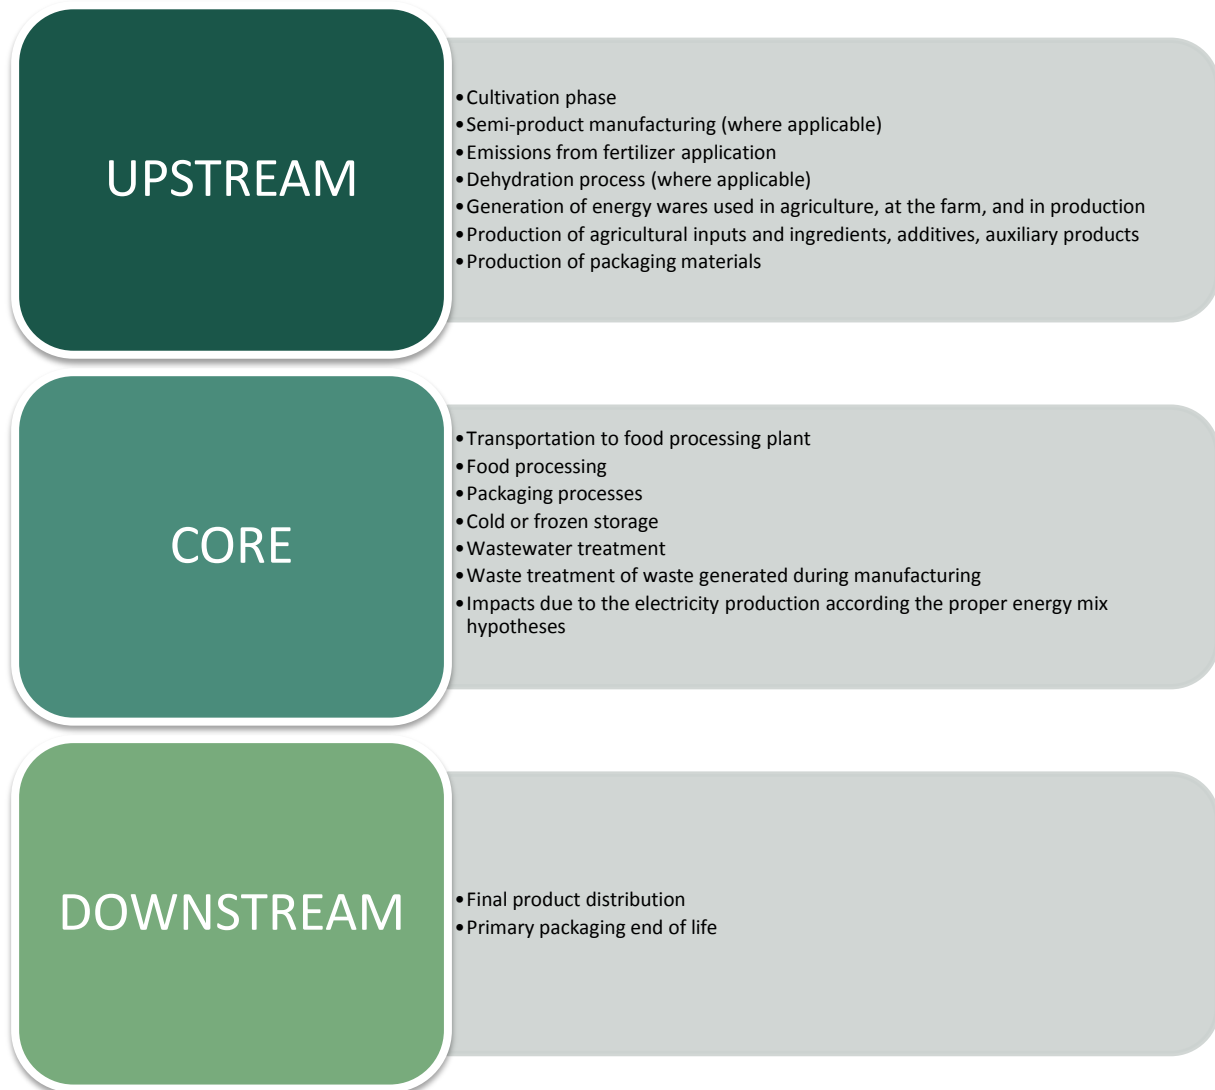 UPSTREAM
•Cultivation phase
•Semi-product manufacturing (where applicable)
•Emissions from fertilizer application
•Dehydration process (where applicable)
•Generation of energy wares used in agriculture, at the farm, and in production
•Production of agricultural inputs and ingredients, additives, auxiliary products
•Production of packaging materials
CORE
•Transportation to food processing plant
•Food processing
•Packaging processes
•Cold or frozen storage
•Wastewater treatment
•Waste treatment of waste generated during manufacturing
•Impacts due to the electricity production according the proper energy mix
hypotheses
DOWNSTREAM
•Final product distribution
•Primary packaging end of life